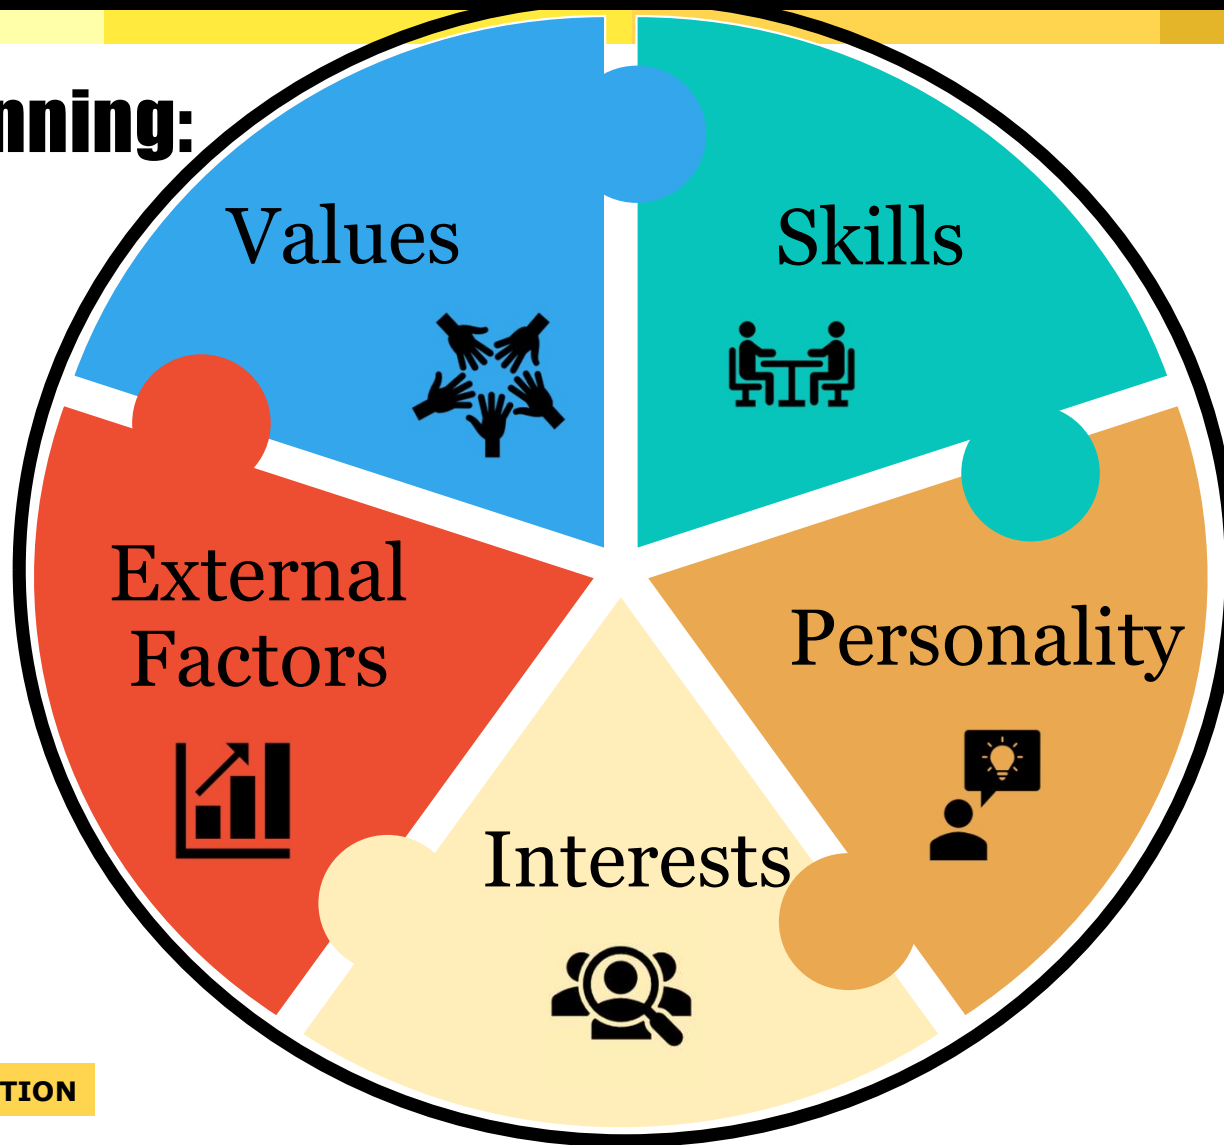 nning:
Values
Skills
External
Factors
Personality
Interests
TION